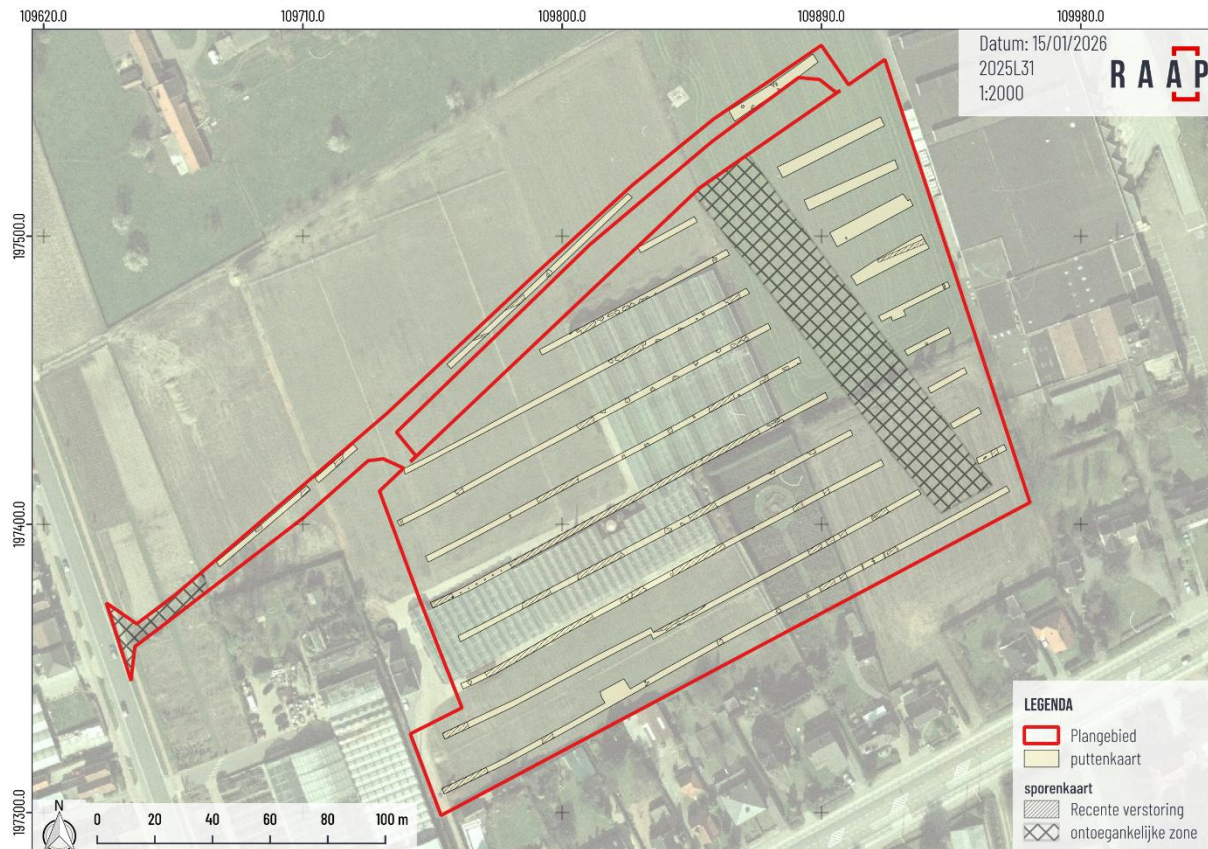 109620.0 109710.0 109800.0 109890.0 109980.0
Datum: 15/01/2026
2025L31
1:2000
RAAP
197500.0
197400.0
197300.0
N
0 20 40 60 80 100 m
LEGENDA
Plangebied
puttenkaart
sporenkaart
Recente verstoring
ontoegankelijke zone